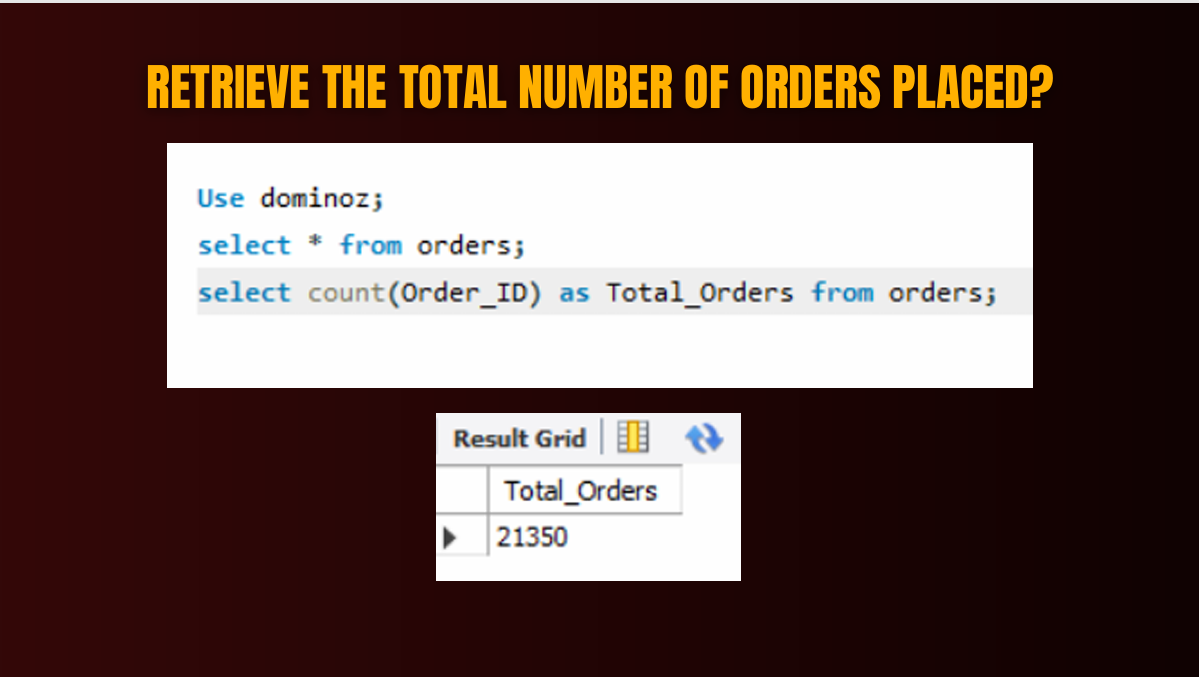 RETRIEVE THE TOTAL NUMBER OF ORDERS PLACED?
Use dominoz;
select * from orders;
select count(Order_ID) as Total_Orders from orders;
Result Grid
Total_Orders
21350